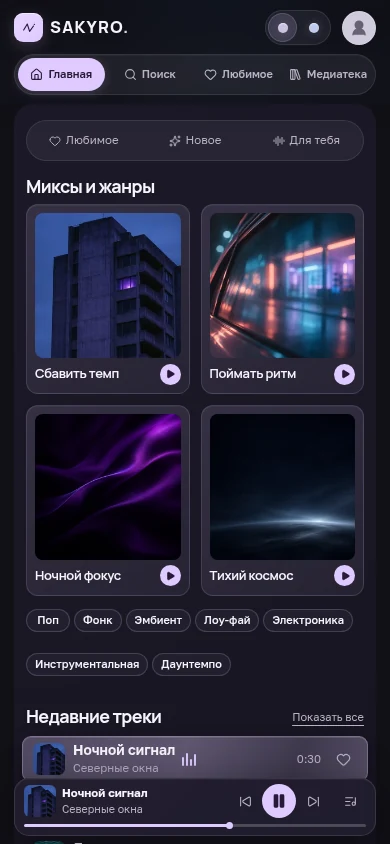 SAKYRO.
Главная Поиск Любимое Медиатека
Любимое Новое Для тебя
Миксы и жанры
Сбавить темп Поймать ритм
Ночной фокус Тихий космос
Поп Фонк Эмбиент Лоу-фай Электроника
Инструментальная Даунтемпо
Недавние треки Показать все
Ночной сигнал
Северные окна
0:30
Ночной сигнал
Северные окна